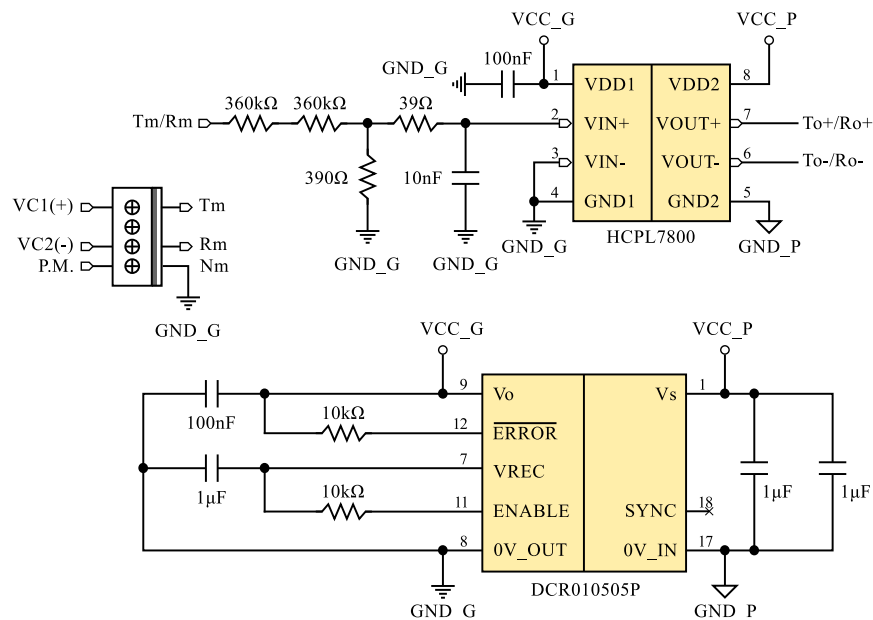 VCC_G
VCC_P
100nF
GND_G
1
VDD1
VDD2
8
360kΩ
360kΩ
39Ω
Tm/Rm
2
VIN+
VOUT+
7
To+/Ro+
3
VIN-
VOUT-
6
To-/Ro-
390Ω
10nF
4
GND1
GND2
5
VC1(+)
Tm
VC2(-)
Rm
P.M.
Nm
GND_G
GND_G
GND_G
GND_G
HCPL7800
GND_P
VCC_G
VCC_P
9
Vo
Vs
1
100nF
10kΩ
12
ERROR
7
VREC
1µF
10kΩ
11
ENABLE
SYNC
18
1µF
1µF
8
0V_OUT
0V_IN
17
DCR010505P
GND_G
GND_P